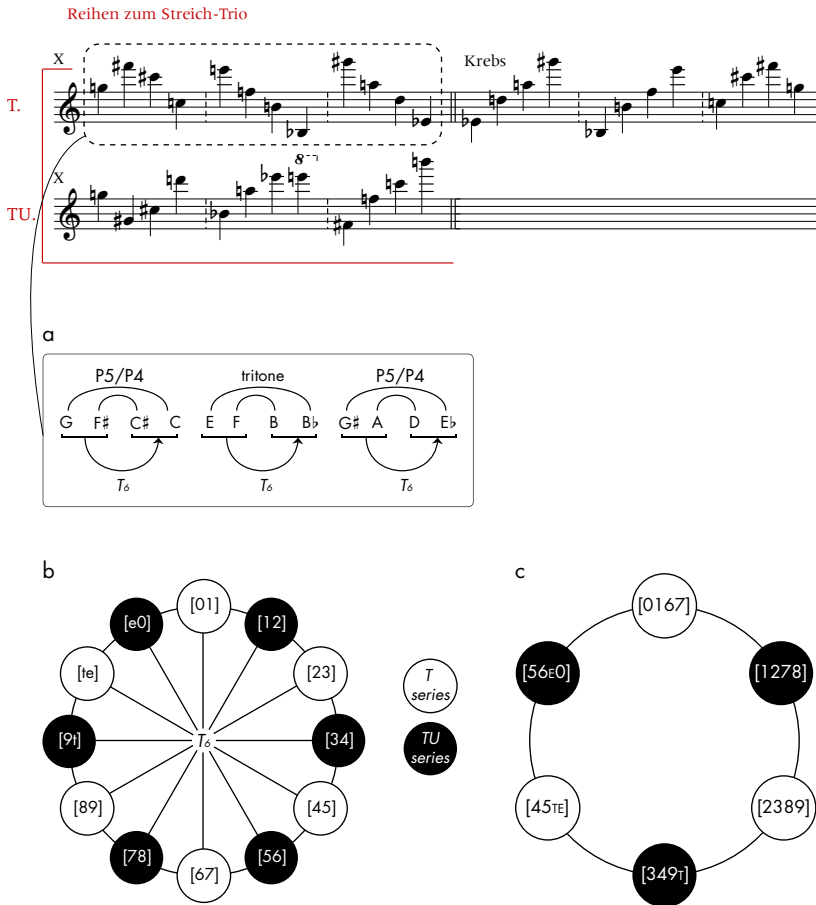 Reihen zum Streich-Trio
X
Krebs
T.
X
8
TU.
a
P5/P4 tritone P5/P4
G F♯ C♯ C E F B B♭ G♯ A D E♭
T₆ T₆ T₆
b
c
[01]
[e0] [12]
[te] [23]
[9t] T₆ [34]
[89] [45]
[78] [56]
[67]
T
series
TU
series
[0167]
[56E0] [1278]
[45TE] [2389]
[349T]